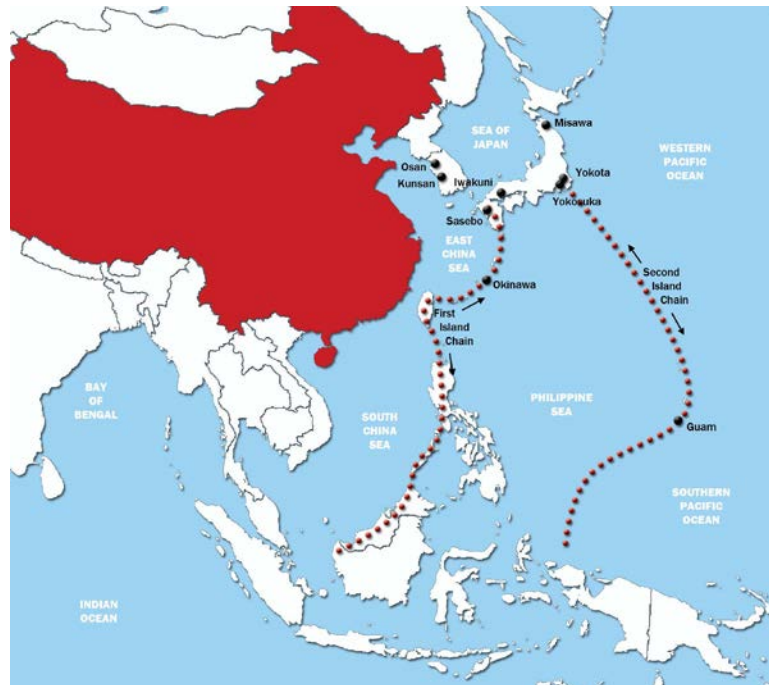 Misawa
SEA OF
JAPAN
WESTERN
PACIFIC
OCEAN
Osan
Kunsan
Iwakuni
Yokota
Yokosuka
Sasebo
EAST
CHINA
SEA
Okinawa
Second
Island
Chain
First
Island
Chain
BAY
OF
BENGAL
PHILIPPINE
SEA
SOUTH
CHINA
SEA
Guam
SOUTHERN
PACIFIC
OCEAN
INDIAN
OCEAN